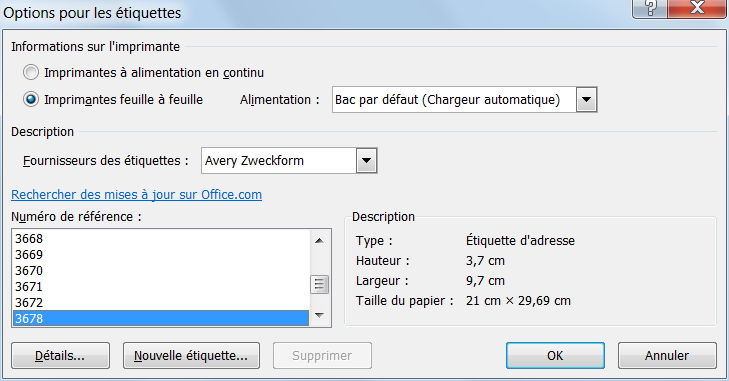 Options pour les étiquettes
Informations sur l'imprimante
Imprimantes à alimentation en continu
Imprimantes feuille à feuille
Alimentation :
Bac par défaut (Chargeur automatique)
Description
Fournisseurs des étiquettes :
Avery Zweckform
Rechercher des mises à jour sur Office.com
Numéro de référence :
3668
3669
3670
3671
3672
3678
Description
Type : Étiquette d'adresse
Hauteur : 3,7 cm
Largeur : 9,7 cm
Taille du papier : 21 cm × 29,69 cm
Détails...
Nouvelle étiquette...
Supprimer
OK
Annuler